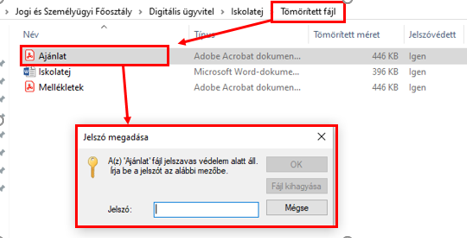 > Jogi és Személyügyi Főosztály > Digitális ügyvitel > Iskolatej > Tömörített fájl
Név Típus Tömörített méret Jelszóvédett
Ajánlat Adobe Acrobat dokumen... 446 KB Igen
Iskolatej Microsoft Word-dokume... 396 KB Igen
Mellékletek Adobe Acrobat dokumen... 446 KB Igen
Jelszó megadása
A(z) 'Ajánlat' fájl jelszavas védelem alatt áll.
Írja be a jelszót az alábbi mezőbe.
OK
Fájl kihagyása
Mégse
Jelszó: